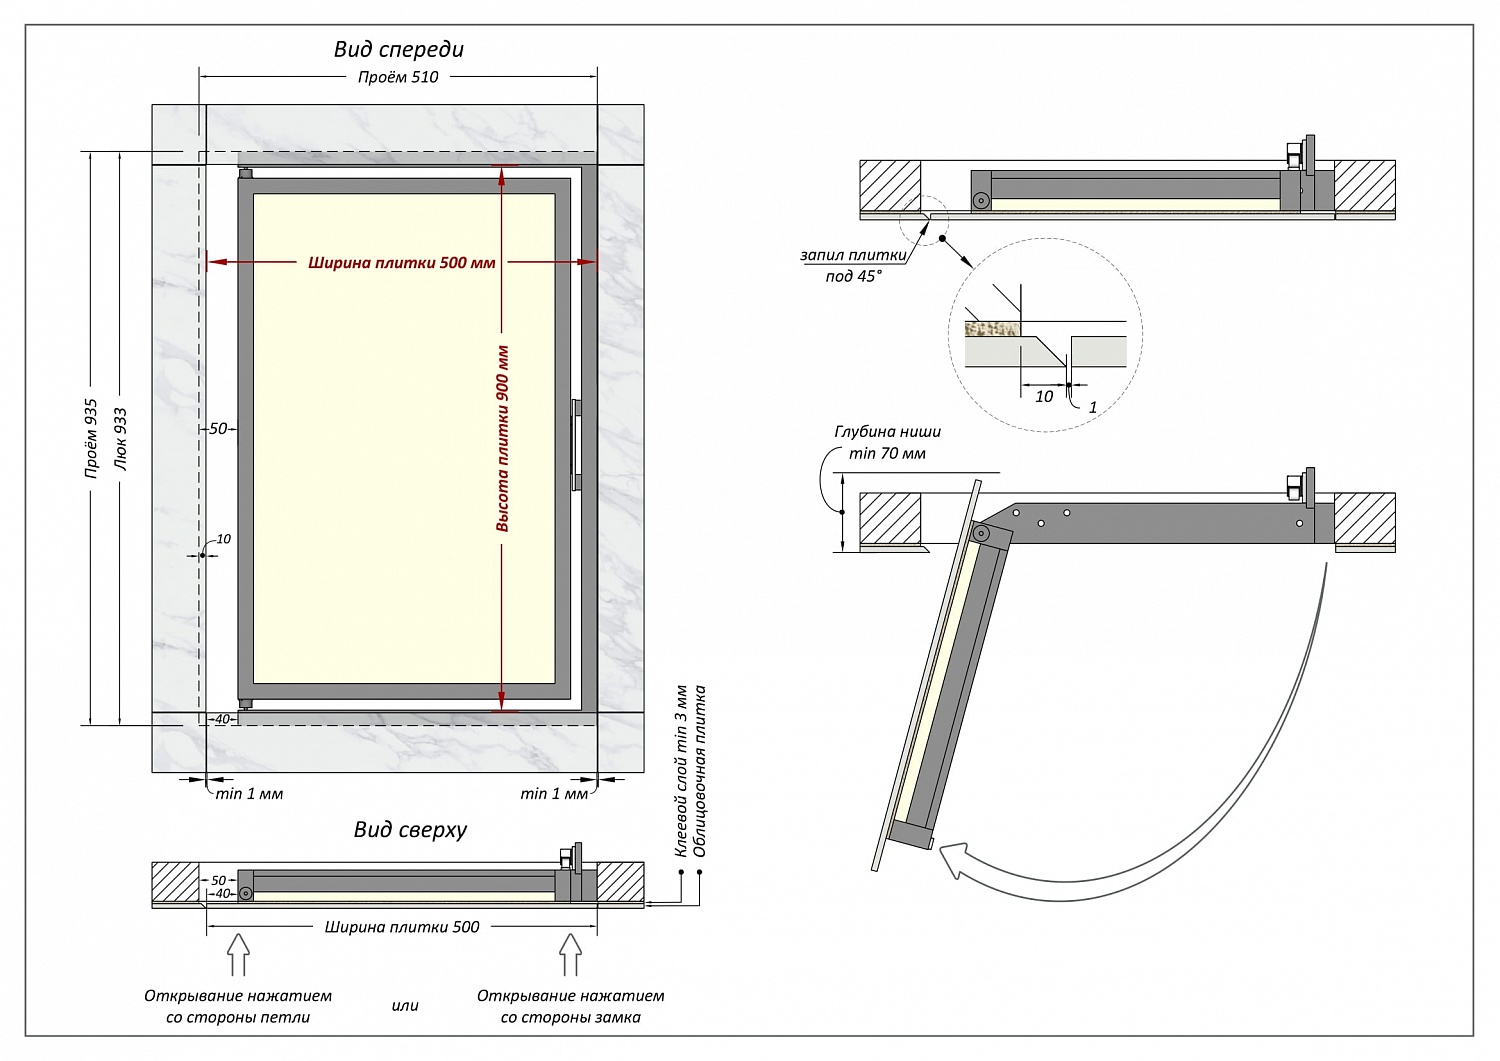 Вид спереди
Проём 510
Ширина плитки 500 мм
Высота плитки 900 мм
Проём 935
Люк 933
50
10
40
min 1 мм
min 1 мм
Вид сверху
50
40
Ширина плитки 500
Клеевой слой min 3 мм
Облицовочная плитка
Открывание нажатием
со стороны петли
или
Открывание нажатием
со стороны замка
запил плитки
под 45°
10
1
Глубина ниши
min 70 мм